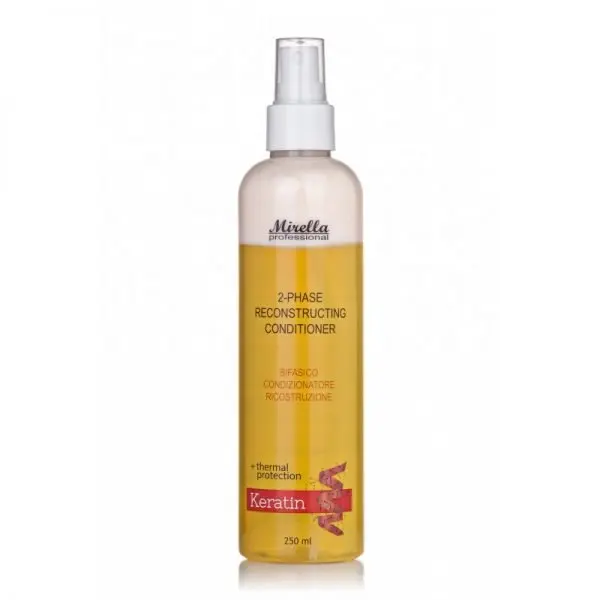 Mirella
professional
2-PHASE
RECONSTRUCTING
CONDITIONER
BIFASICO
CONDIZIONATORE
RICOSTRUZIONE
+ thermal
protection
Keratin
250 ml